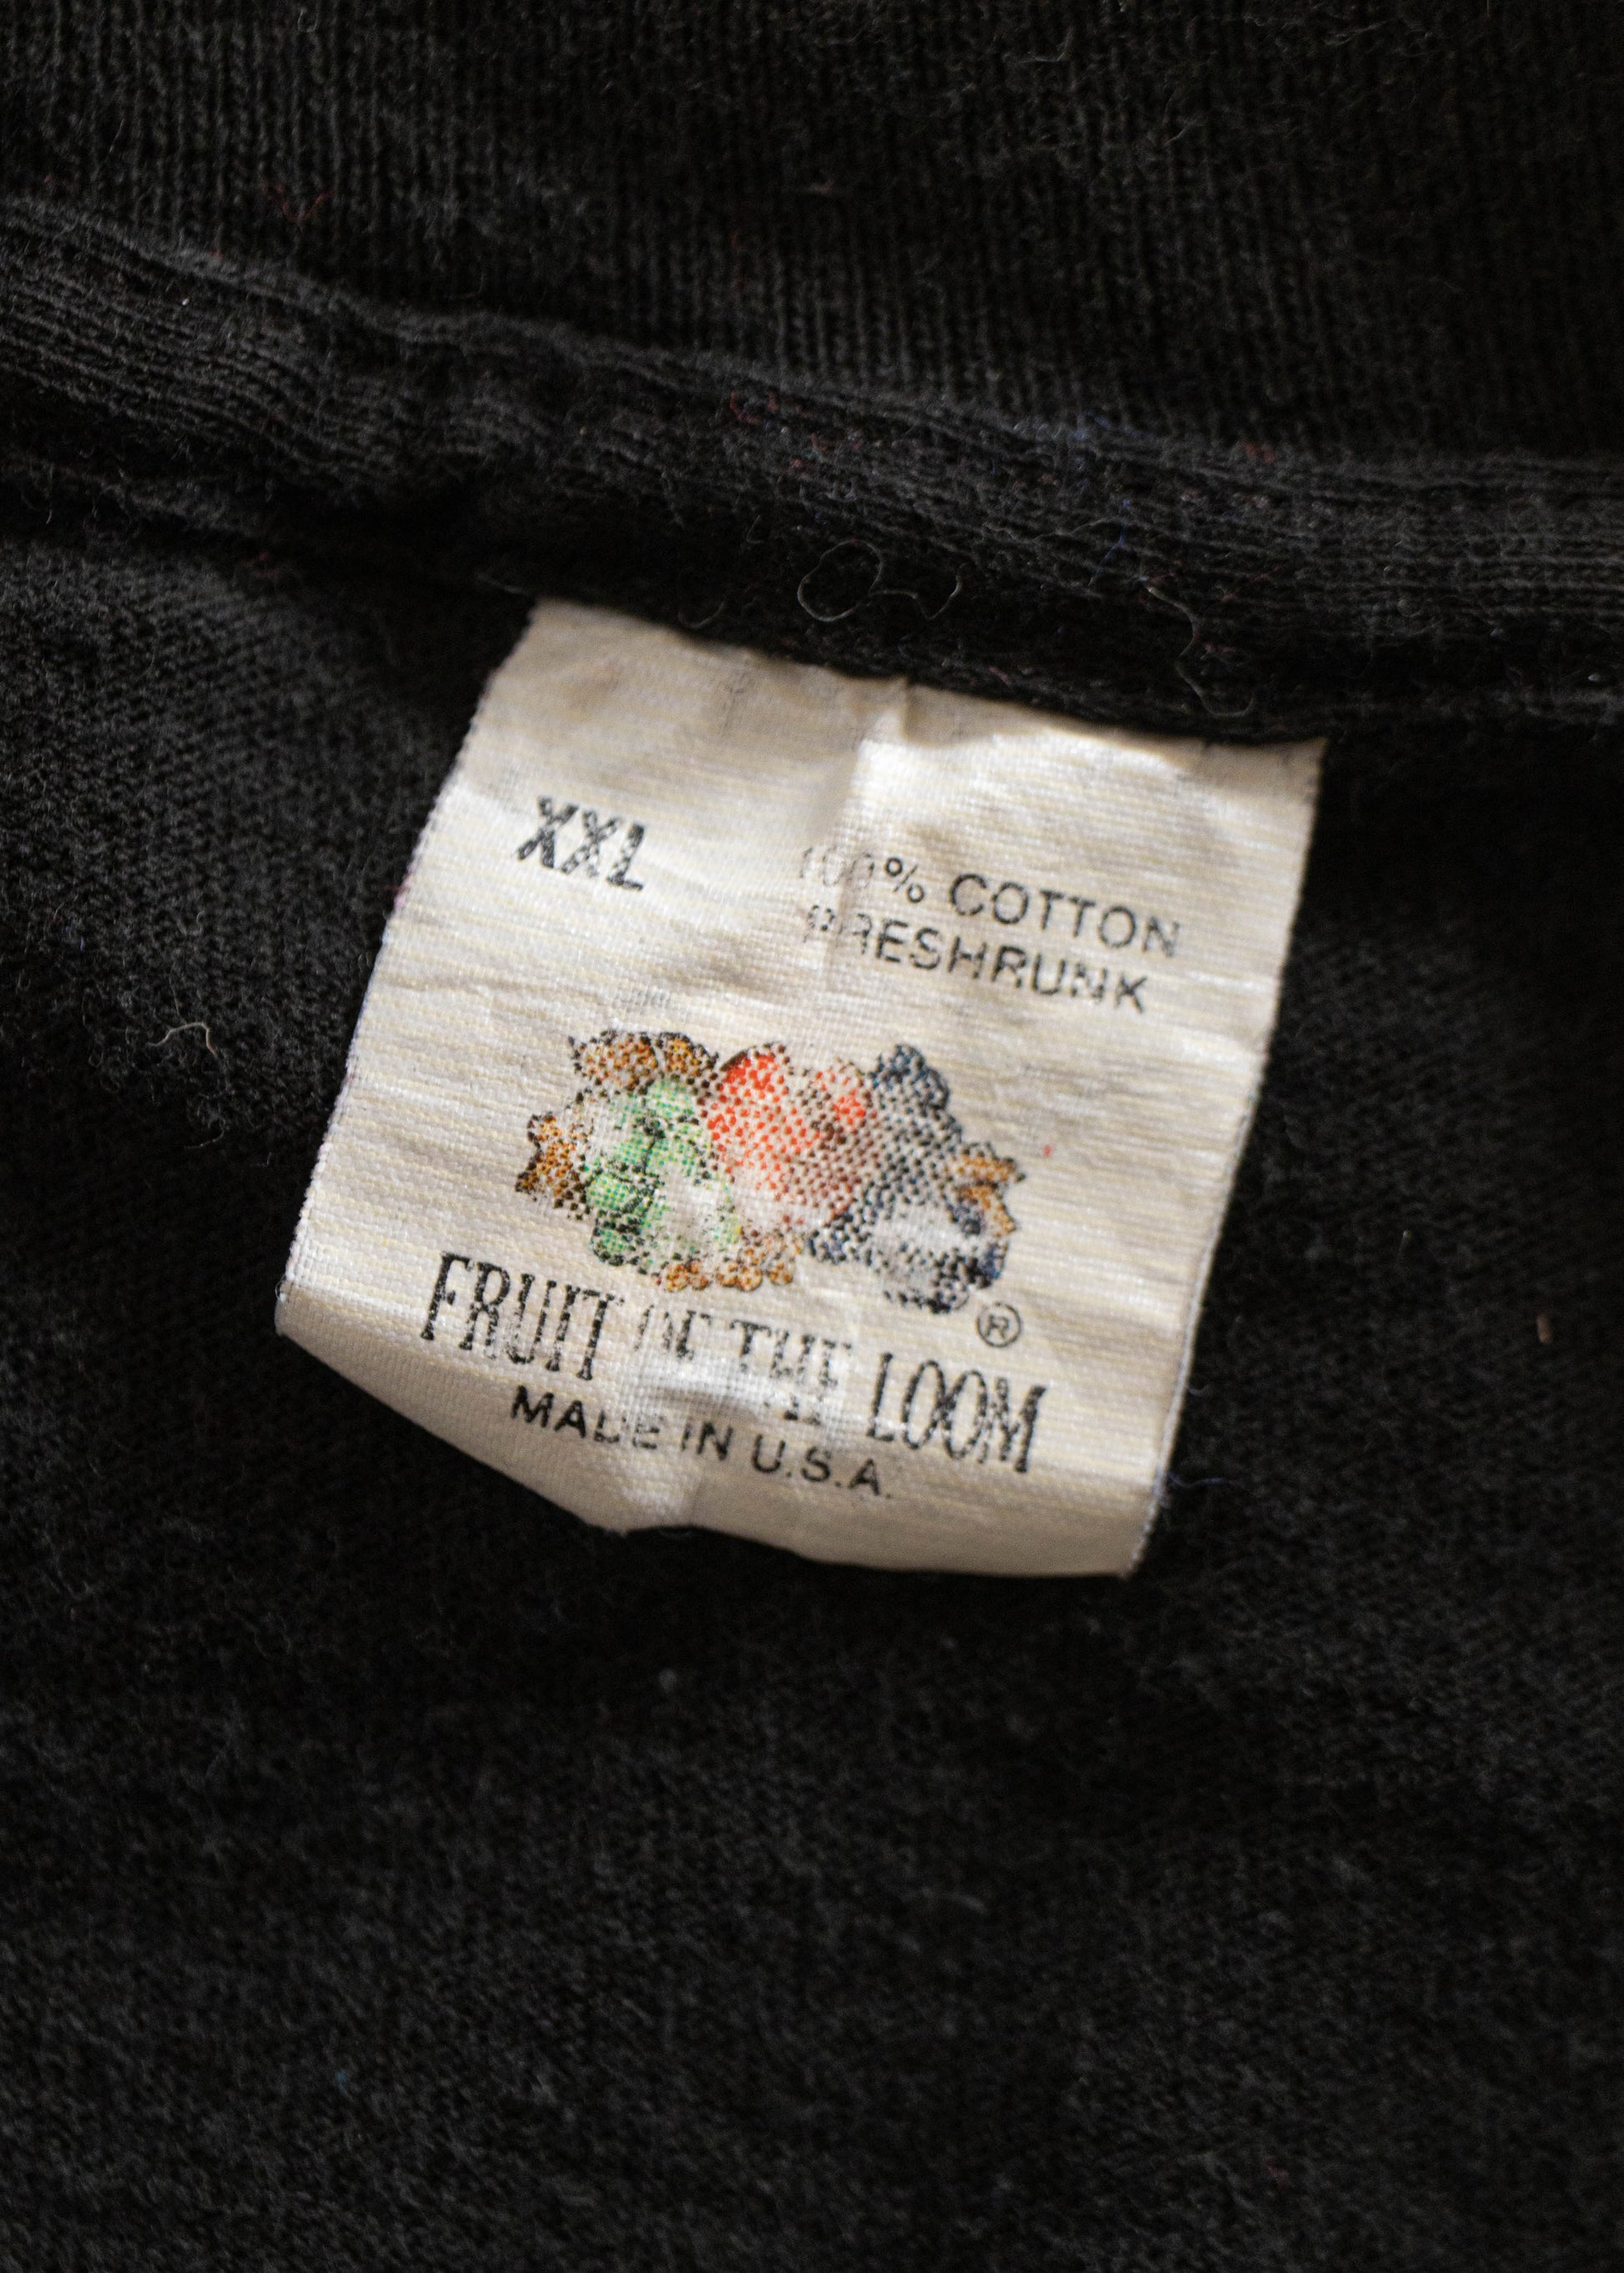 XXL
100% COTTON
PRESHRUNK
®
FRUIT OF THE LOOM
MADE IN U.S.A.